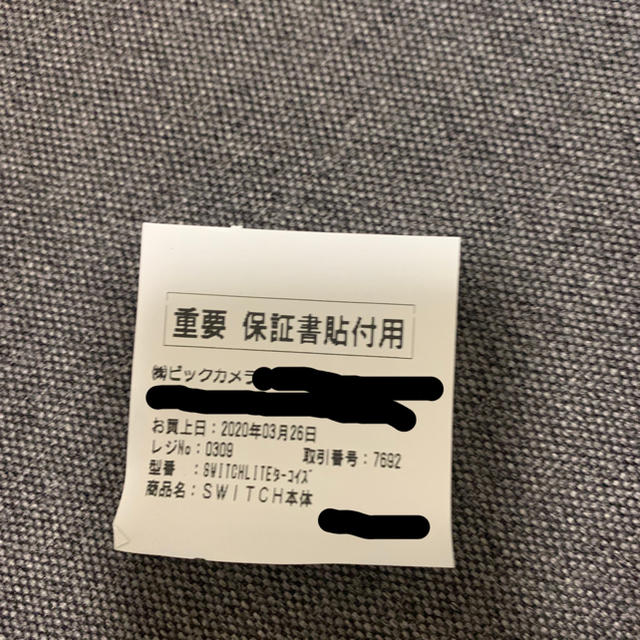 重要 保証書貼付用
㈱ビックカメラ
お買上日：2020年03月26日
レジNo：0309 取引番号：7692
型番 ：SWITCHLITEﾀｰｺｲｽﾞ
商品名：ＳＷＩＴＣＨ本体